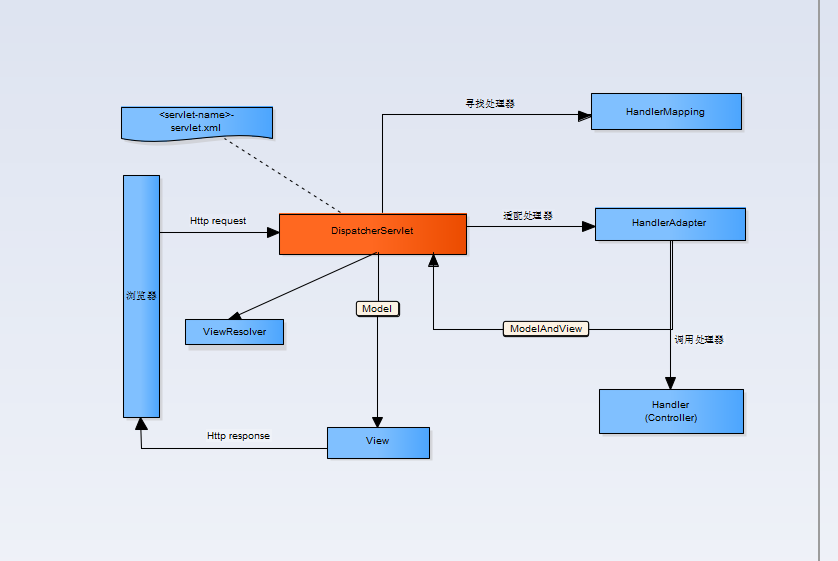 寻找处理器
HandlerMapping
<servlet-name>-
servlet.xml
Http request
DispatcherServlet
适配处理器
HandlerAdapter
浏览器
Model
ViewResolver
ModelAndView
调用处理器
Handler
(Controller)
Http response
View